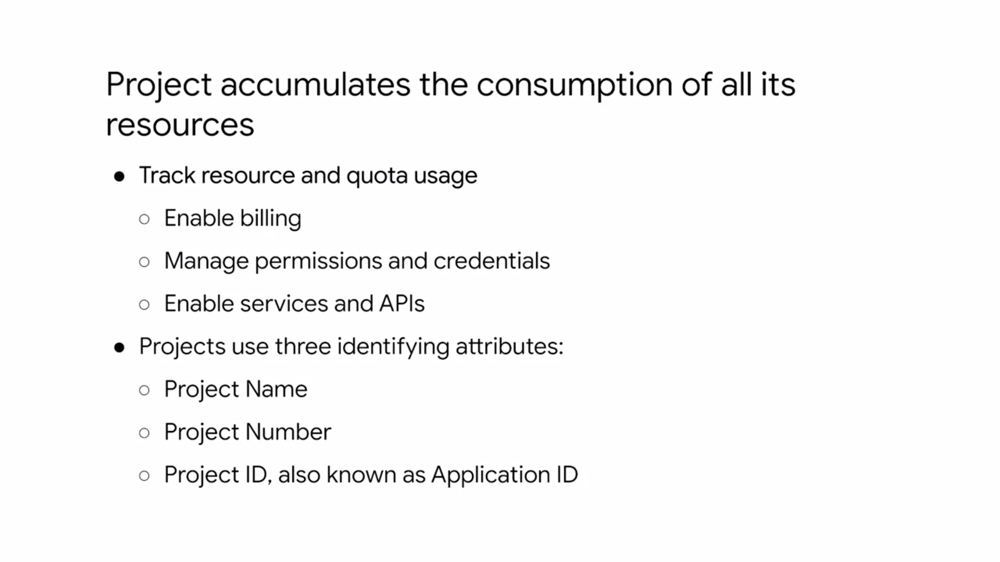 Project accumulates the consumption of all its
resources
● Track resource and quota usage
○ Enable billing
○ Manage permissions and credentials
○ Enable services and APIs
● Projects use three identifying attributes:
○ Project Name
○ Project Number
○ Project ID, also known as Application ID